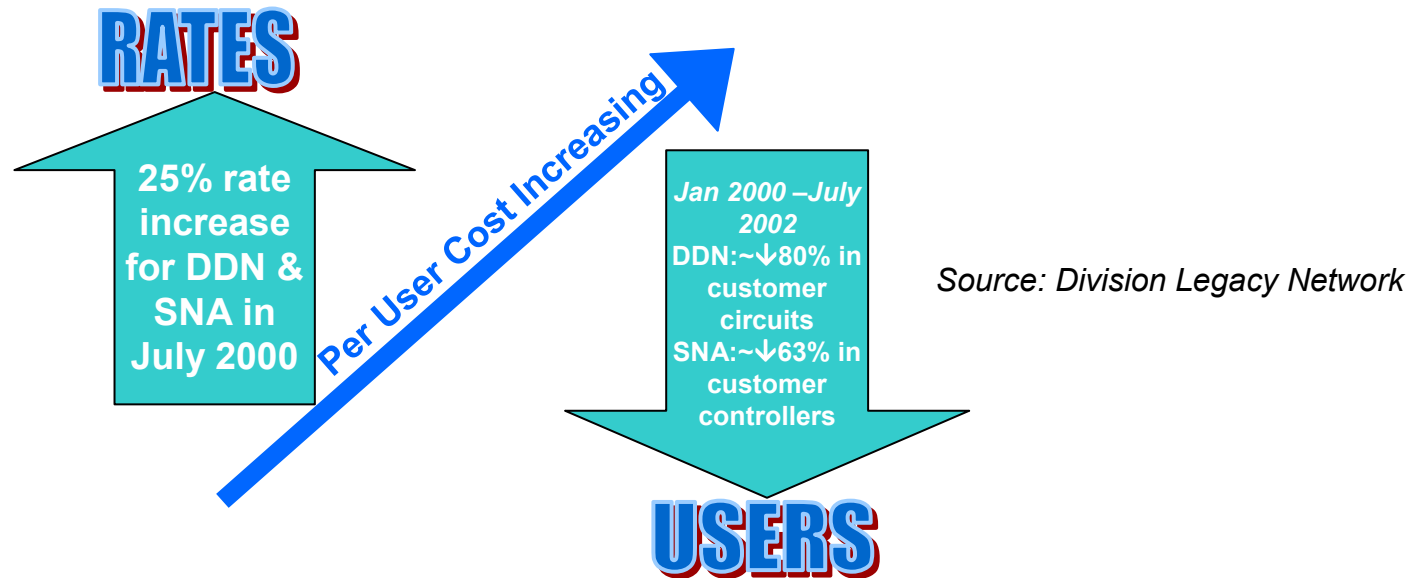 RATES
25% rate
increase
for DDN &
SNA in
July 2000
Per User Cost Increasing
Jan 2000 –July
2002
DDN:~↓80% in
customer
circuits
SNA:~↓63% in
customer
controllers
USERS
Source: Division Legacy Network